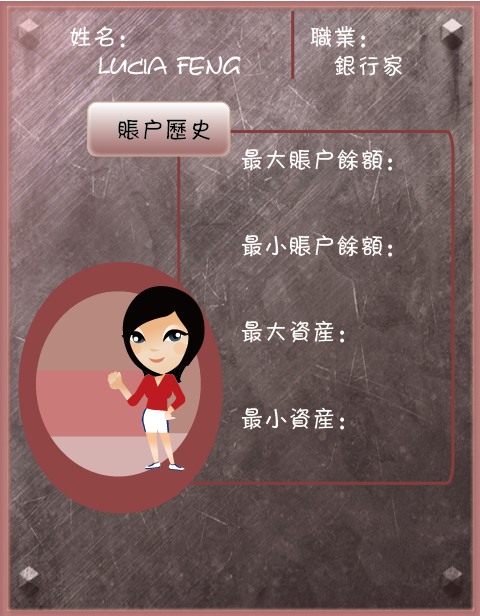 姓名：
LUCIA FENG
職業：
銀行家
賬户歷史
最大賬户餘額：
最小賬户餘額：
最大資産：
最小資産：